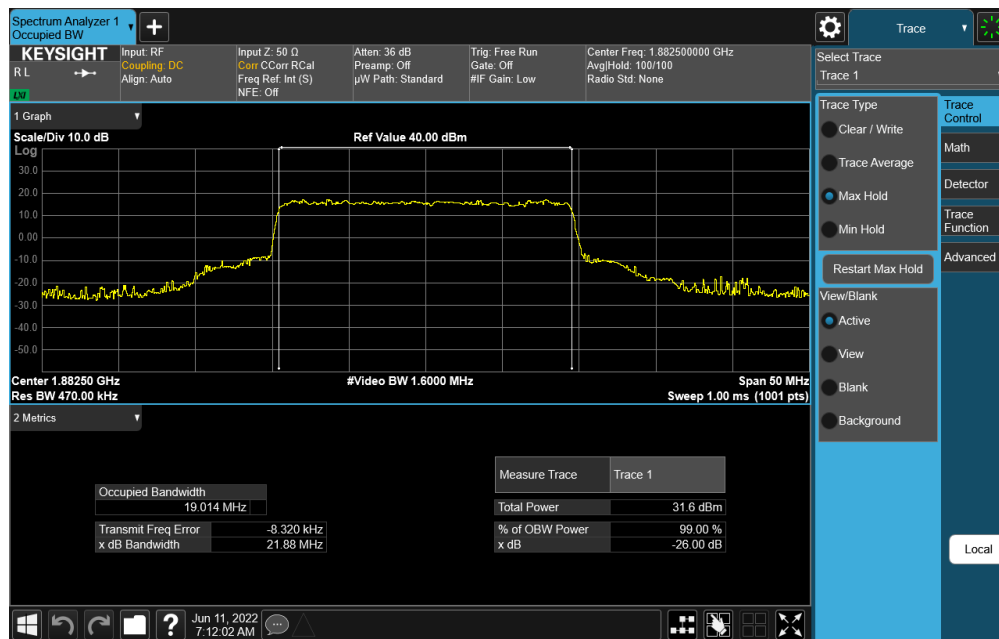 Spectrum Analyzer 1
Occupied BW
+
Trace
KEYSIGHT
R L
LXI
Input: RF
Coupling: DC
Align: Auto
Input Z: 50 Ω
Corr CCorr RCal
Freq Ref: Int (S)
NFE: Off
Atten: 36 dB
Preamp: Off
µW Path: Standard
Trig: Free Run
Gate: Off
#IF Gain: Low
Center Freq: 1.882500000 GHz
Avg|Hold: 100/100
Radio Std: None
Select Trace
Trace 1
1 Graph
Scale/Div 10.0 dB
Ref Value 40.00 dBm
Log
30.0
20.0
10.0
0.00
-10.0
-20.0
-30.0
-40.0
-50.0
Center 1.88250 GHz
#Video BW 1.6000 MHz
Span 50 MHz
Res BW 470.00 kHz
Sweep 1.00 ms (1001 pts)
Trace Type
Clear / Write
Trace Average
Max Hold
Min Hold
Restart Max Hold
View/Blank
Active
View
Blank
Background
Trace
Control
Math
Detector
Trace
Function
Advanced
2 Metrics
Occupied Bandwidth
19.014 MHz
Transmit Freq Error -8.320 kHz
x dB Bandwidth 21.88 MHz
Measure Trace Trace 1
Total Power 31.6 dBm
% of OBW Power 99.00 %
x dB -26.00 dB
Local
?
Jun 11, 2022
7:12:02 AM